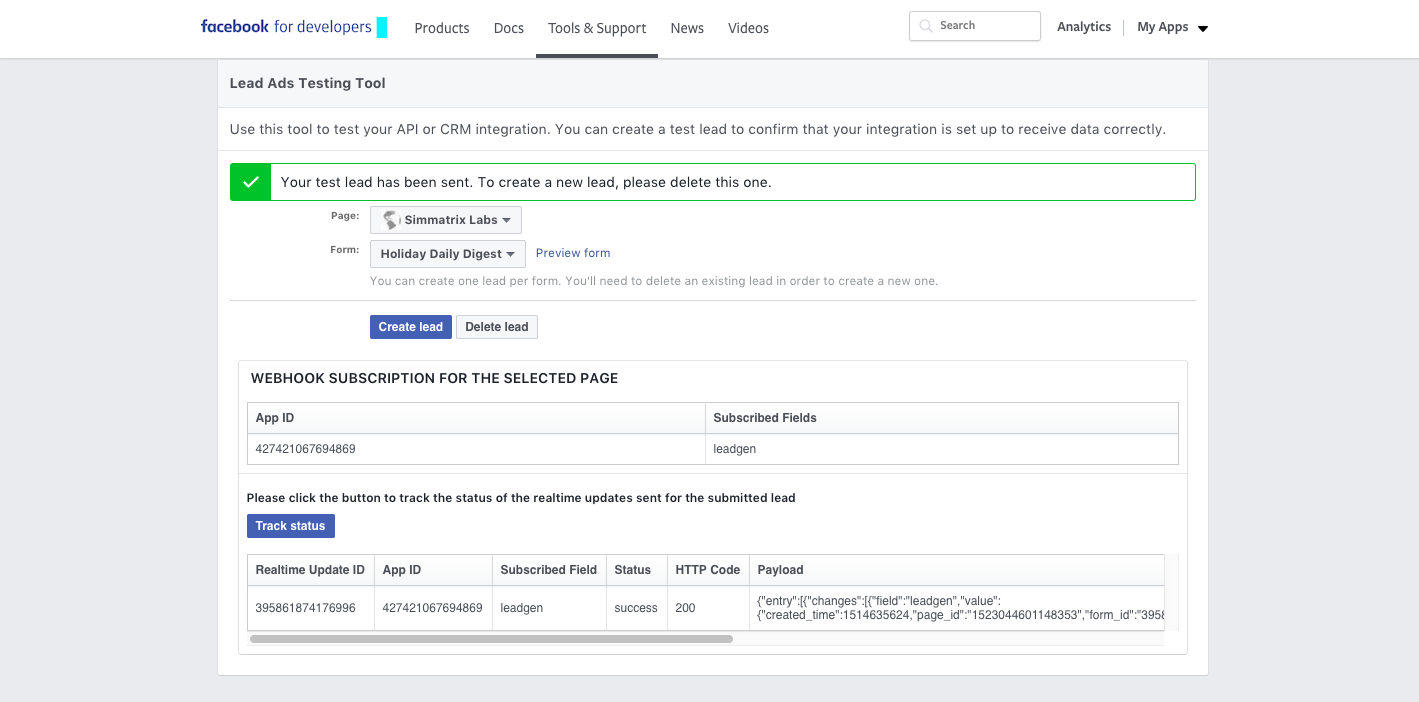 facebook for developers
Products Docs Tools & Support News Videos
Search
Analytics My Apps
Lead Ads Testing Tool
Use this tool to test your API or CRM integration. You can create a test lead to confirm that your integration is set up to receive data correctly.
Your test lead has been sent. To create a new lead, please delete this one.
Page: Simmatrix Labs
Form: Holiday Daily Digest Preview form
You can create one lead per form. You'll need to delete an existing lead in order to create a new one.
Create lead Delete lead
WEBHOOK SUBSCRIPTION FOR THE SELECTED PAGE
App ID Subscribed Fields
427421067694869 leadgen
Please click the button to track the status of the realtime updates sent for the submitted lead
Track status
Realtime Update ID App ID Subscribed Field Status HTTP Code Payload
395861874176996 427421067694869 leadgen success 200 {"entry":[{"changes":[{"field":"leadgen","value":
{"created_time":1514635624,"page_id":"1523044601148353","form_id":"3958